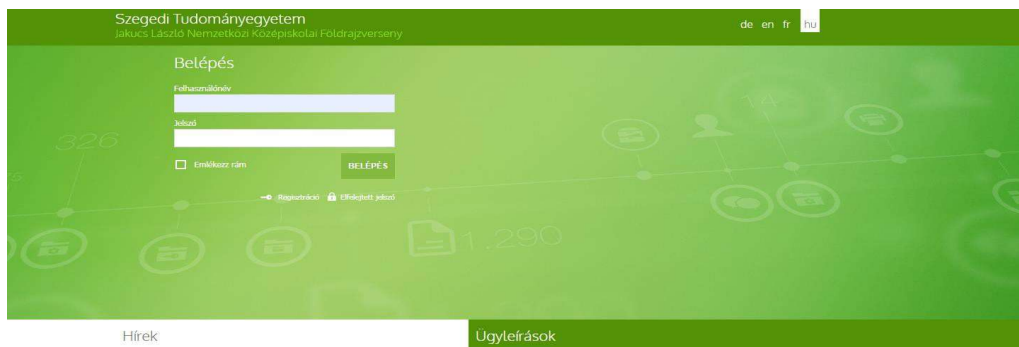 Szegedi Tudományegyetem
Jakucs László Nemzetközi Középiskolai Földrajzverseny
de en fr hu
Belépés
Felhasználónév
Jelszó
326
Emlékezz rám
BELÉPÉS
Regisztráció Elfelejtett jelszó
1,290
Hírek
Ügyleírások